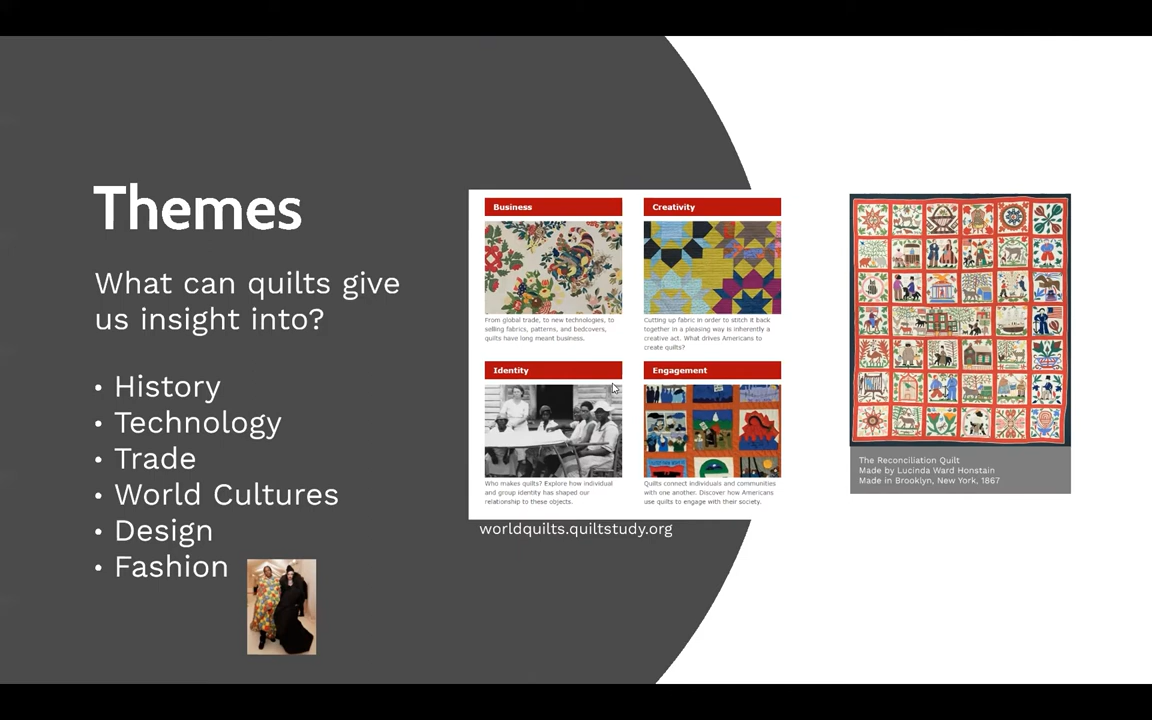 Themes
What can quilts give
us insight into?
• History
• Technology
• Trade
• World Cultures
• Design
• Fashion
Business
From global trade, to new technologies, to
selling fabrics, patterns, and bedcovers,
quilts have long meant business.
Creativity
Cutting up fabric in order to stitch it back
together in a pleasing way is inherently a
creative act. What drives Americans to
create quilts?
Identity
Who makes quilts? Explore how individual
and group identity has shaped our
relationship to these objects.
Engagement
Quilts connect individuals and communities
with one another. Discover how Americans
use quilts to engage with their society.
worldquilts.quiltstudy.org
The Reconciliation Quilt
Made by Lucinda Ward Honstain
Made in Brooklyn, New York, 1867